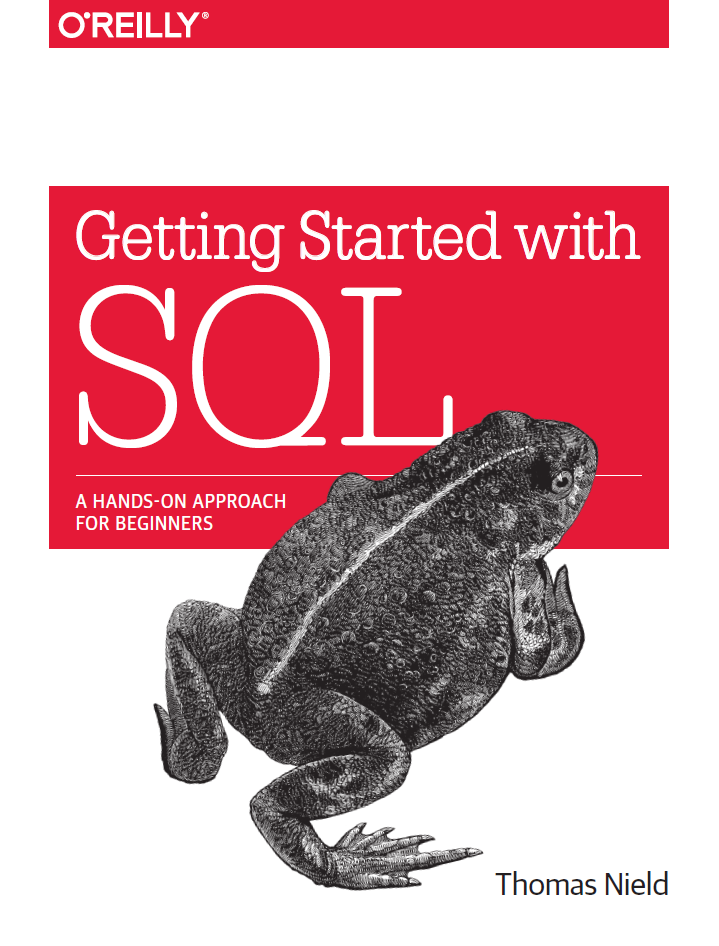 O'REILLY®
Getting Started with
SQL
A HANDS-ON APPROACH
FOR BEGINNERS
Thomas Nield